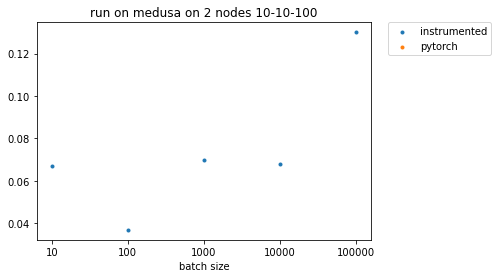 run on medusa on 2 nodes 10-10-100
instrumented
pytorch
0.12
0.10
0.08
0.06
0.04
10 100 1000 10000 100000
batch size